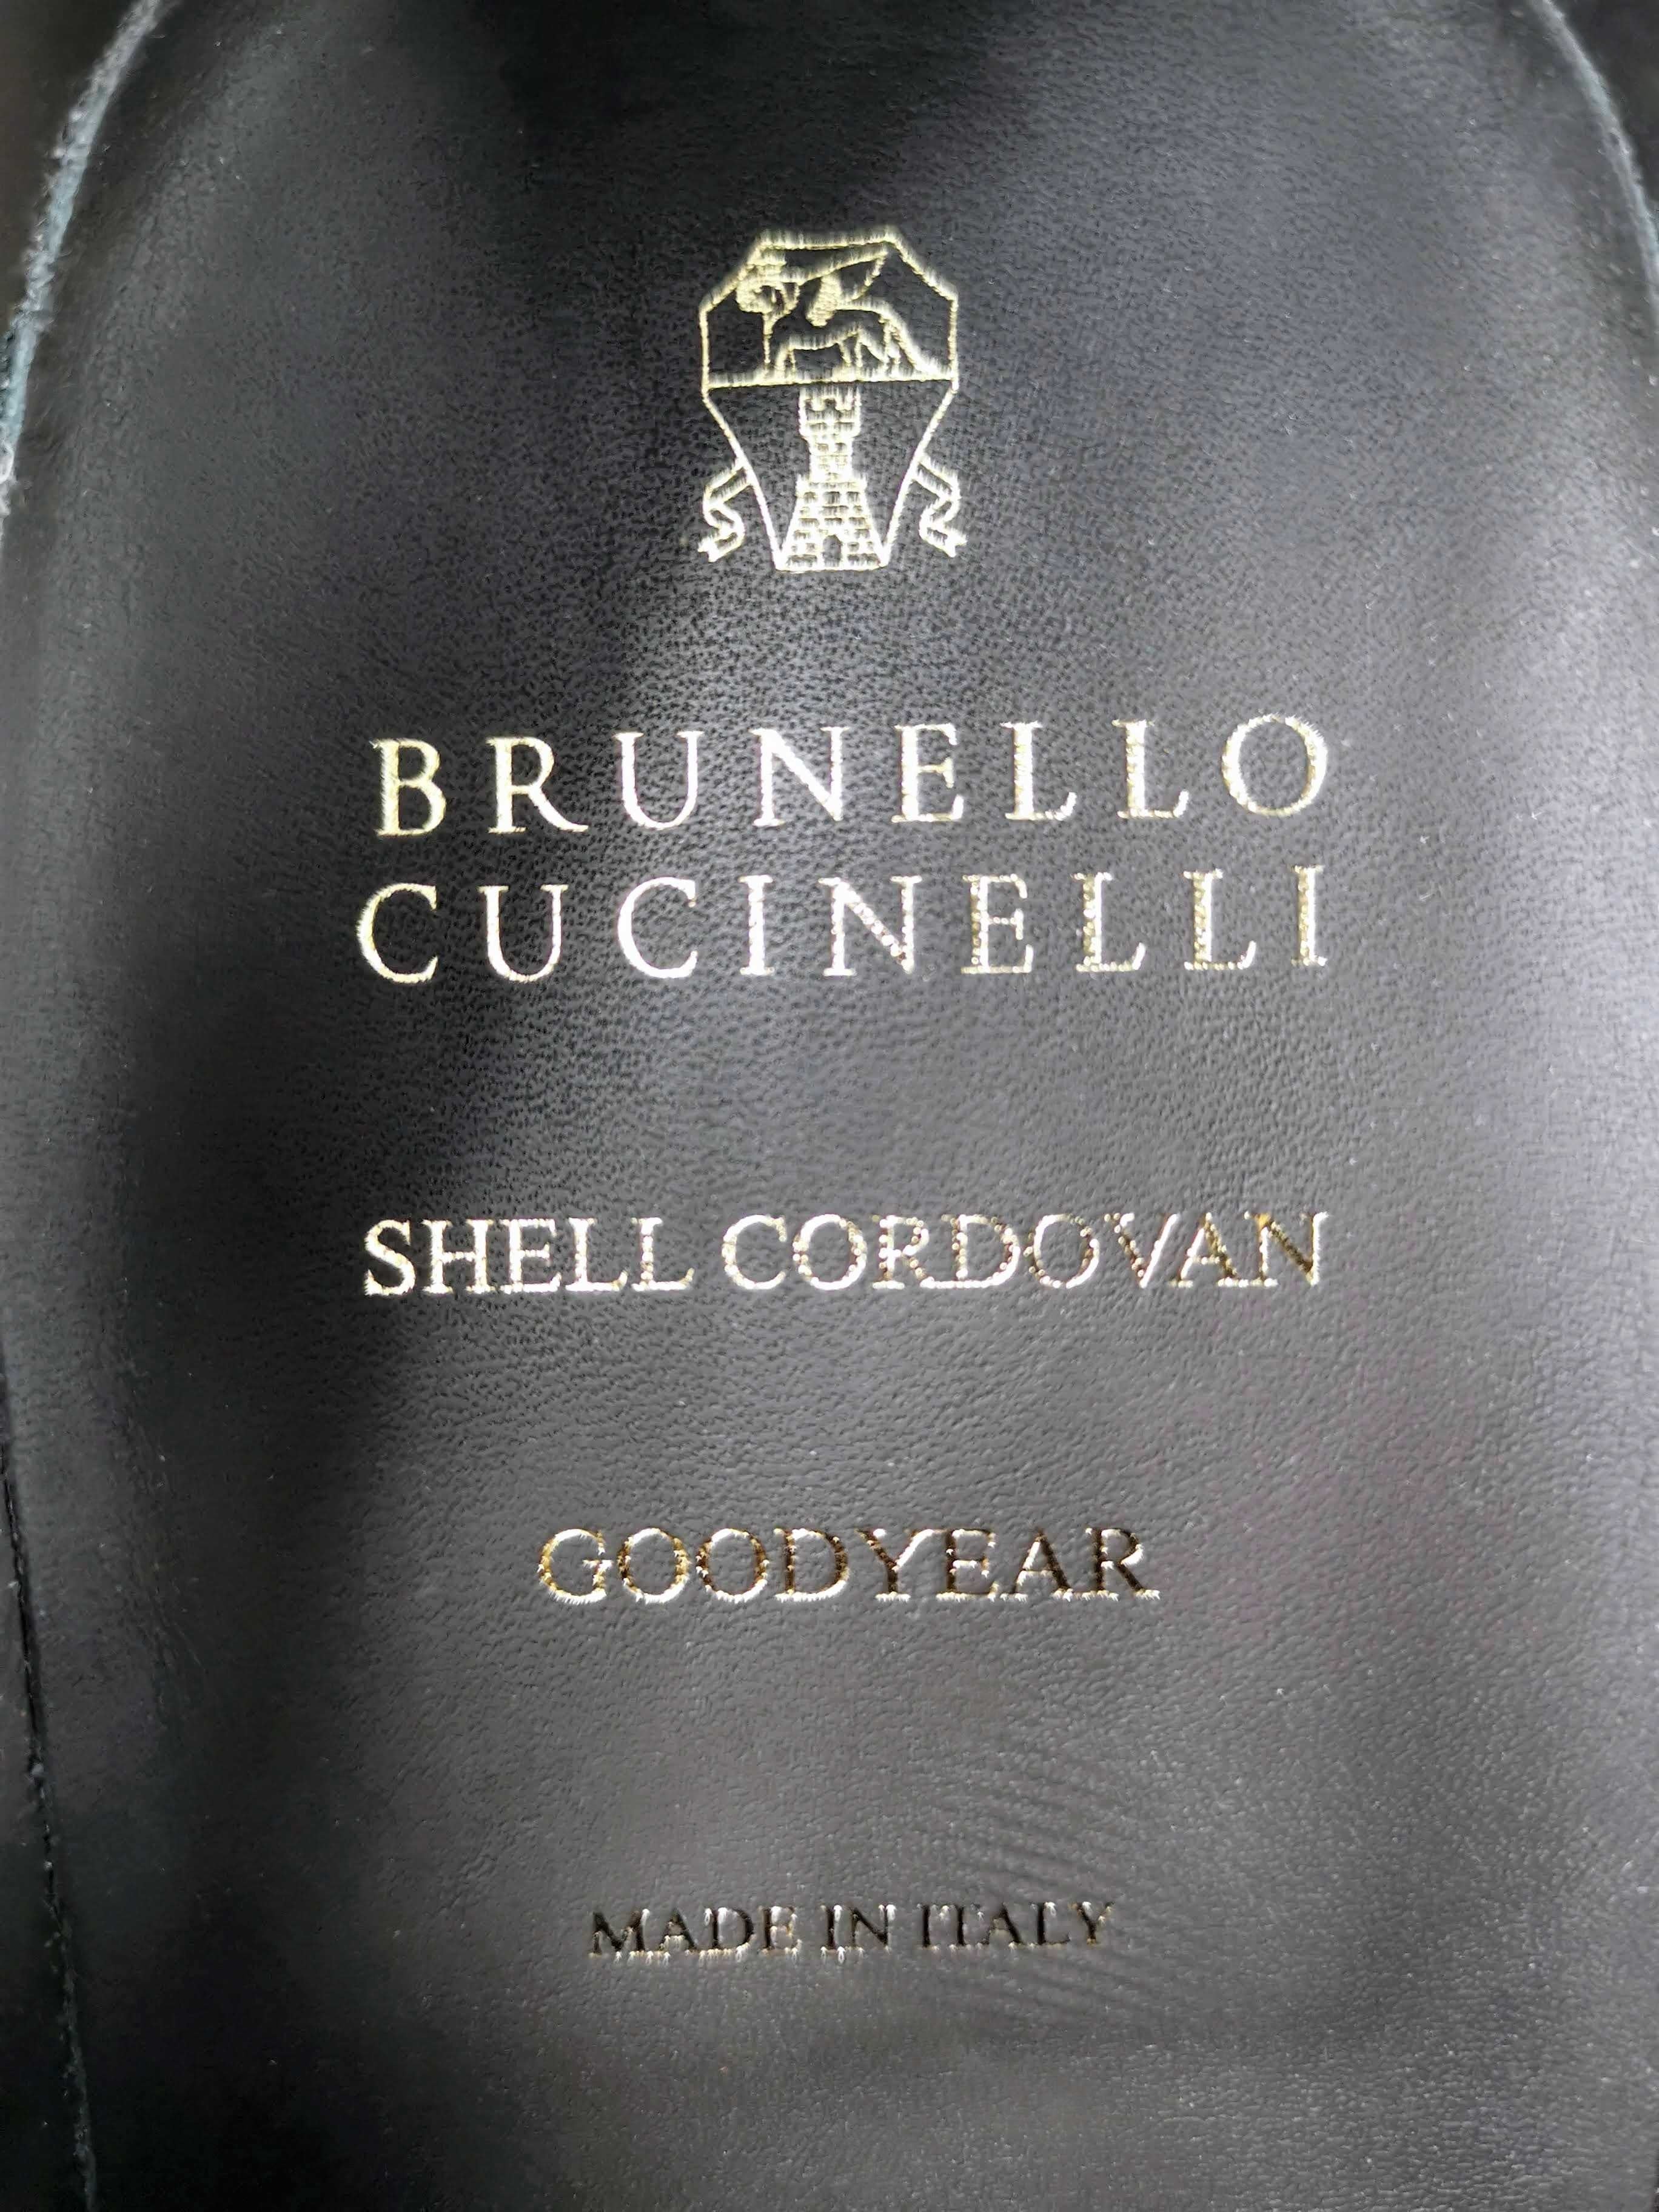 BRUNELLO
CUCINELLI
SHELL CORDOVAN
GOODYEAR
MADE IN ITALY